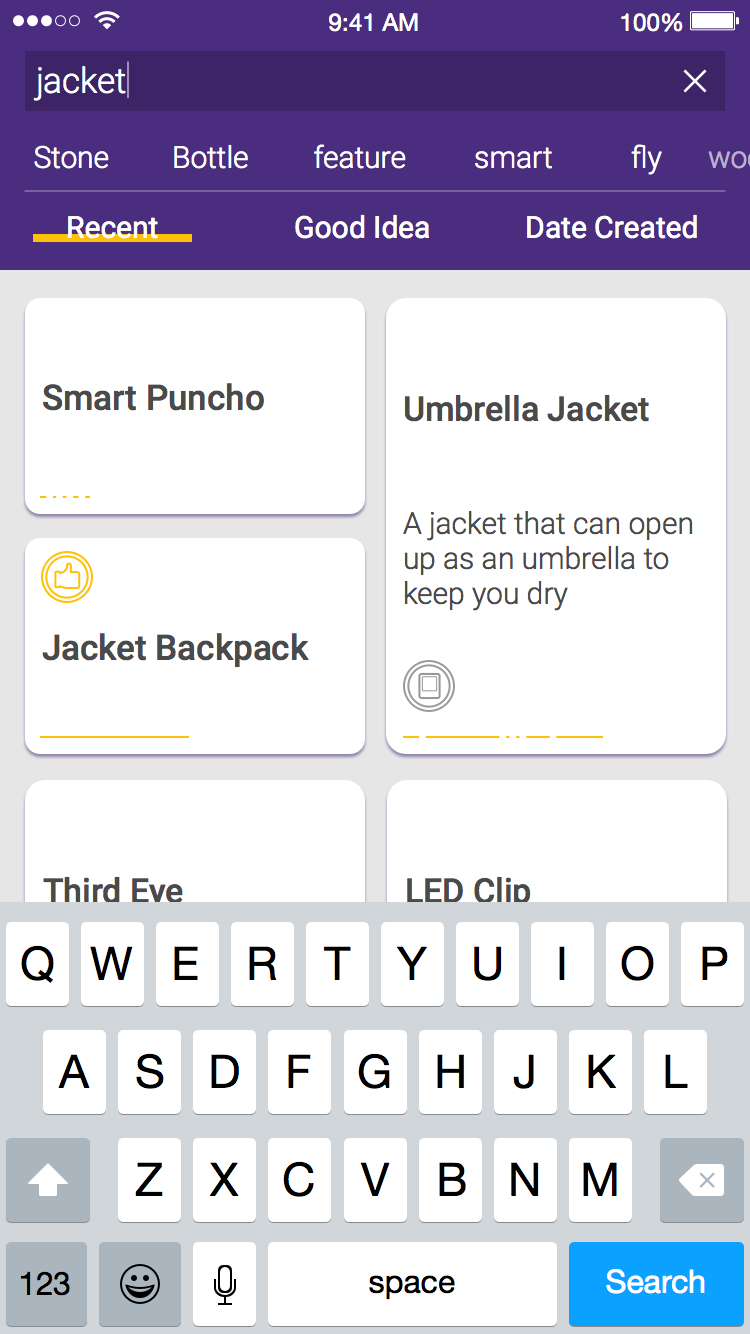 9:41 AM 100%
jacket
Stone Bottle feature smart fly
Recent Good Idea Date Created
Smart Puncho
Umbrella Jacket
A jacket that can open
up as an umbrella to
keep you dry
Jacket Backpack
Third Eye LED Clip
Q W E R T Y U I O P
A S D F G H J K L
Z X C V B N M
123 space Search